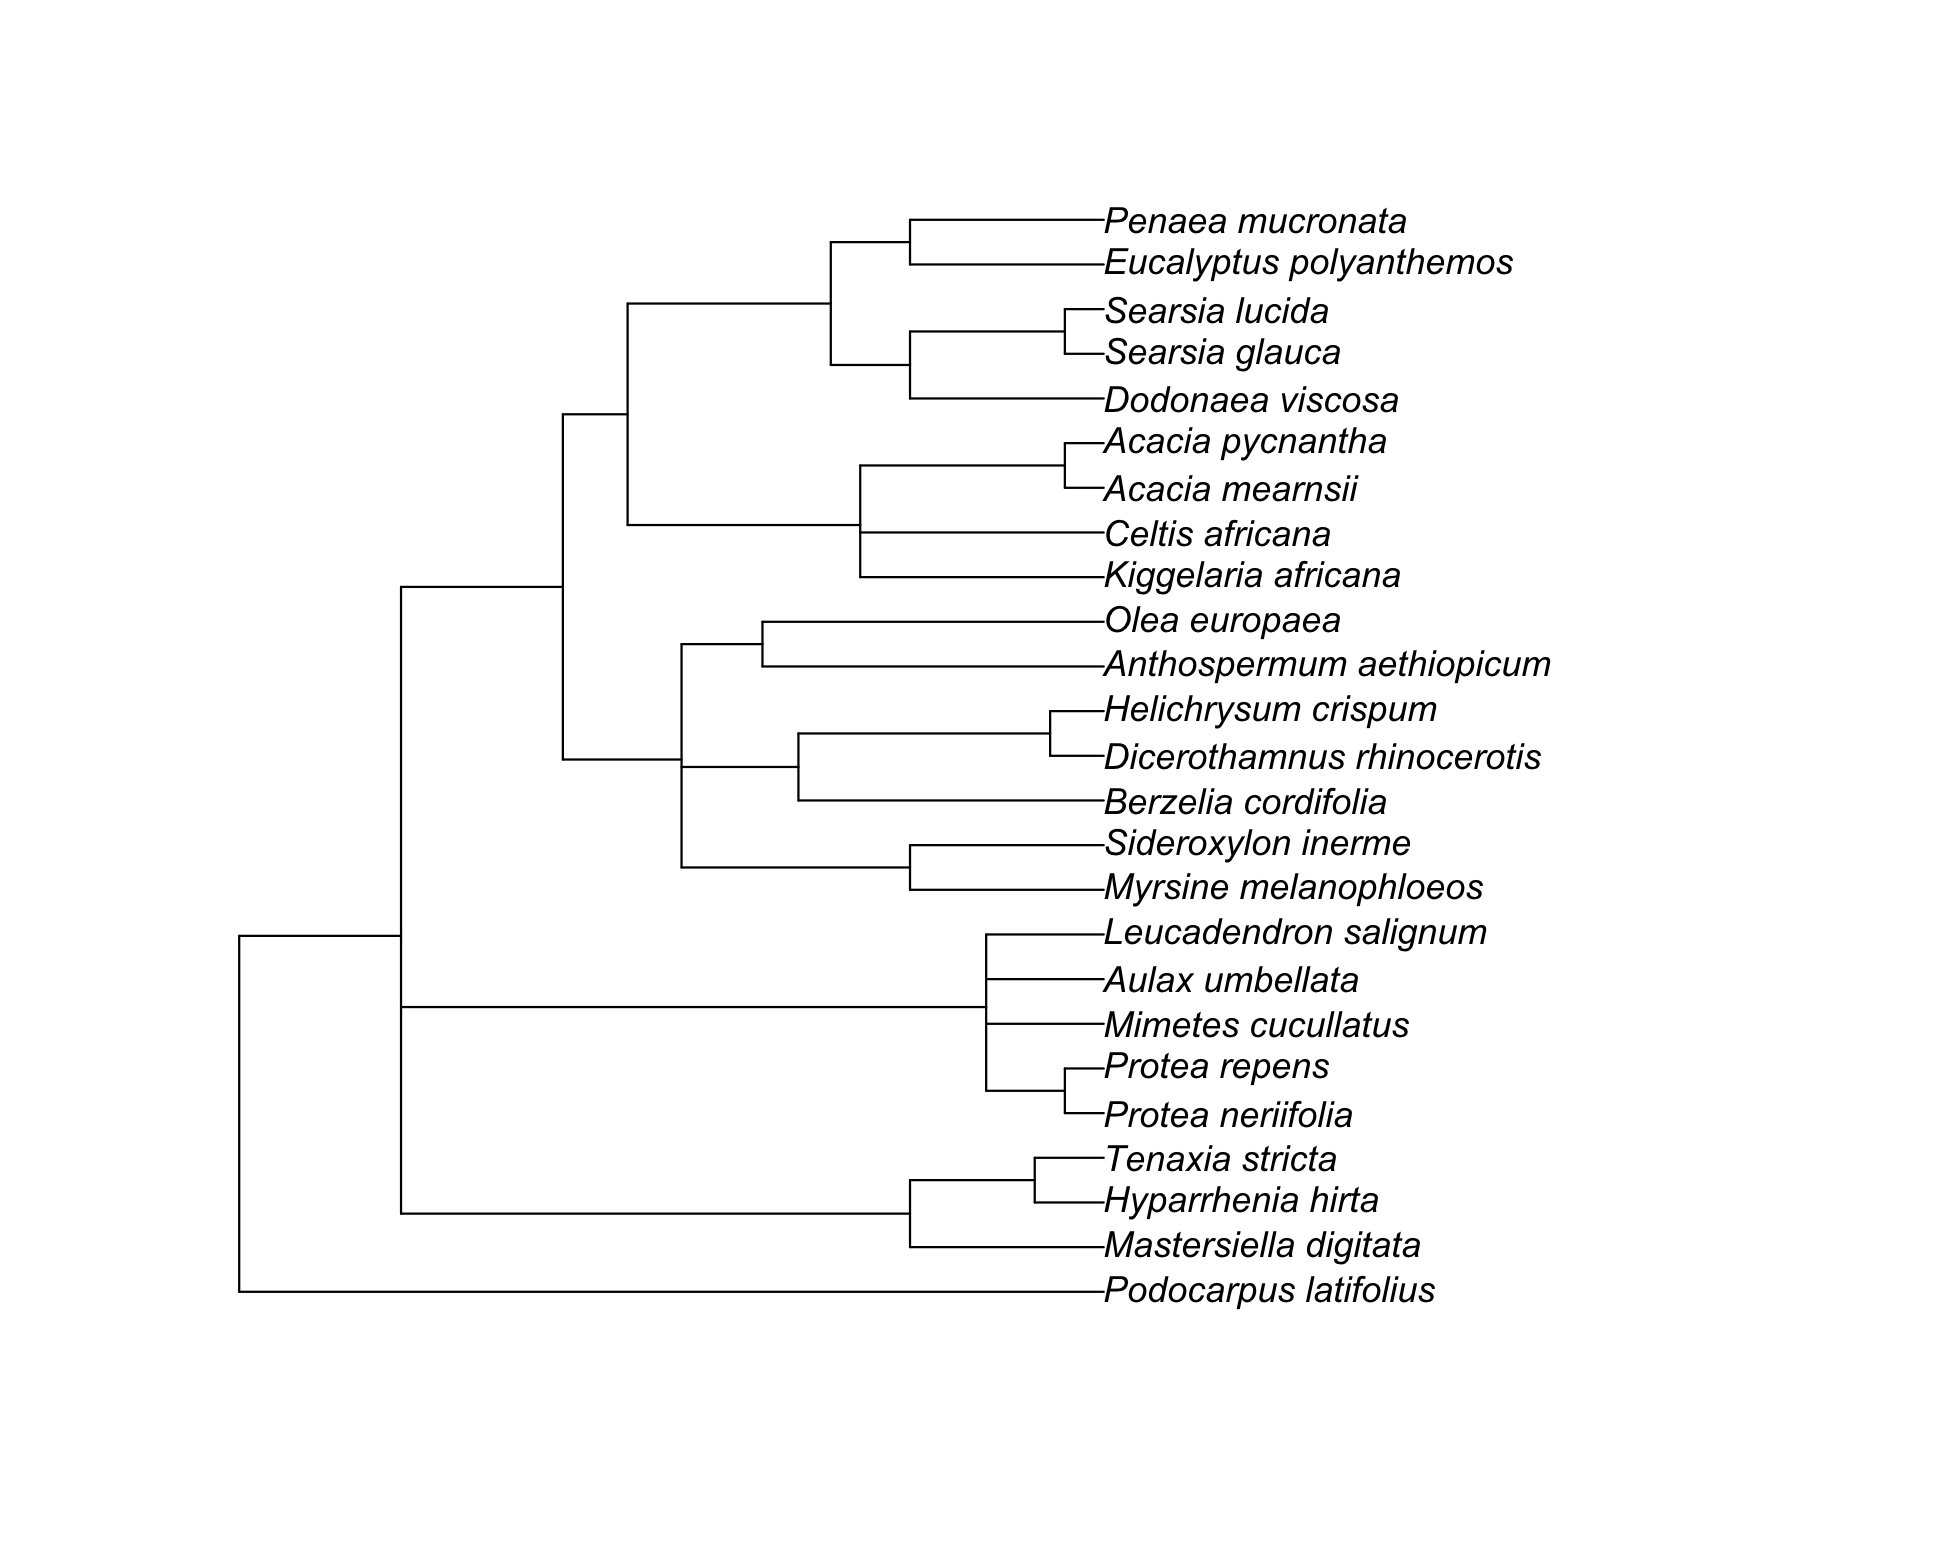 Penaea mucronata
Eucalyptus polyanthemos
Searsia lucida
Searsia glauca
Dodonaea viscosa
Acacia pycnantha
Acacia mearnsii
Celtis africana
Kiggelaria africana
Olea europaea
Anthospermum aethiopicum
Helichrysum crispum
Dicerothamnus rhinocerotis
Berzelia cordifolia
Sideroxylon inerme
Myrsine melanophloeos
Leucadendron salignum
Aulax umbellata
Mimetes cucullatus
Protea repens
Protea neriifolia
Tenaxia stricta
Hyparrhenia hirta
Mastersiella digitata
Podocarpus latifolius